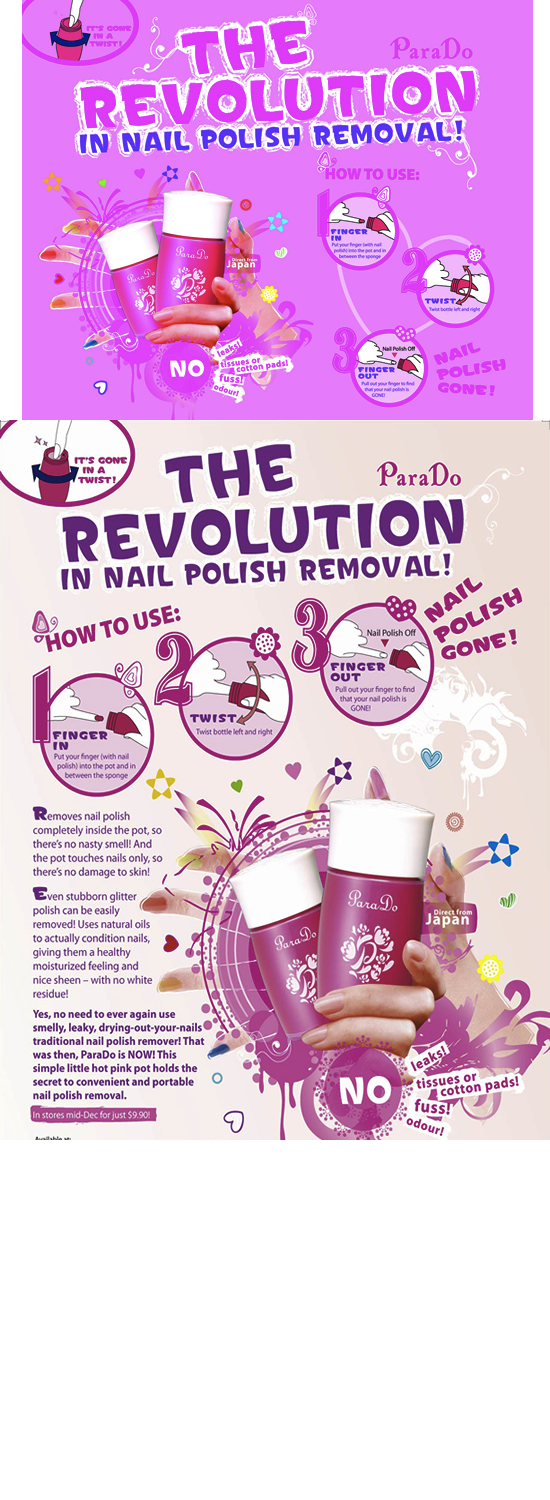 IT'S GONE
IN A
TWIST!
THE
REVOLUTION
IN NAIL POLISH REMOVAL!
ParaDo
HOW TO USE:
1
FINGER
IN
Put your finger (with nail
polish) into the pot and in
between the sponge
2
TWIST
Twist bottle left and right
3
Nail Polish Off
FINGER
OUT
Pull out your finger to find
that your nail polish is
GONE!
NAIL
POLISH
GONE!
ParaDo
ParaDo
Direct from
Japan
NO
leaks!
tissues or
cotton pads!
fuss!
odour!
IT'S GONE
IN A
TWIST!
THE
REVOLUTION
IN NAIL POLISH REMOVAL!
ParaDo
HOW TO USE:
1
FINGER
IN
Put your finger (with nail
polish) into the pot and in
between the sponge
2
TWIST
Twist bottle left and right
3
Nail Polish Off
FINGER
OUT
Pull out your finger to find
that your nail polish is
GONE!
NAIL
POLISH
GONE!
Removes nail polish
completely inside the pot, so
there's no nasty smell! And
the pot touches nails only, so
there's no damage to skin!
Even stubborn glitter
polish can be easily
removed! Uses natural oils
to actually condition nails,
giving them a healthy
moisturized feeling and
nice sheen – with no white
residue!
Yes, no need to ever again use
smelly, leaky, drying-out-your-nails
traditional nail polish remover! That
was then, ParaDo is NOW! This
simple little hot pink pot holds the
secret to convenient and portable
nail polish removal.
In stores mid-Dec for just $9.90!
Available at:
ParaDo
ParaDo
Direct from
Japan
NO
leaks!
tissues or
cotton pads!
fuss!
odour!